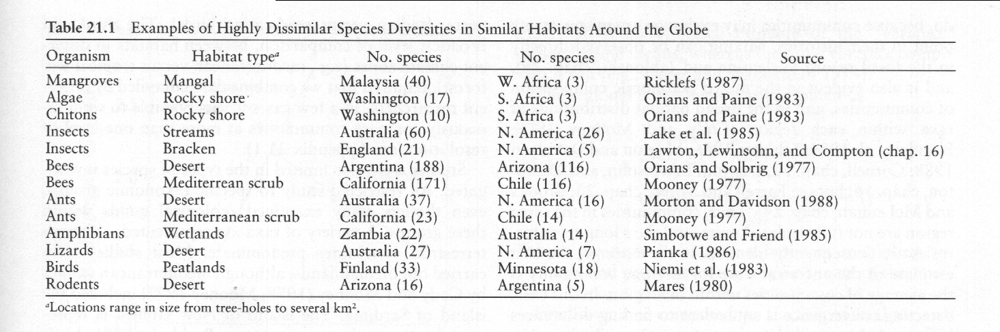 Table 21.1 Examples of Highly Dissimilar Species Diversities in Similar Habitats Around the Globe
Organism Habitat typeᵃ No. species No. species Source
Mangroves Mangal Malaysia (40) W. Africa (3) Ricklefs (1987)
Algae Rocky shore Washington (17) S. Africa (3) Orians and Paine (1983)
Chitons Rocky shore Washington (10) S. Africa (3) Orians and Paine (1983)
Insects Streams Australia (60) N. America (26) Lake et al. (1985)
Insects Bracken England (21) N. America (5) Lawton, Lewinsohn, and Compton (chap. 16)
Bees Desert Argentina (188) Arizona (116) Orians and Solbrig (1977)
Bees Mediterrean scrub California (171) Chile (116) Mooney (1977)
Ants Desert Australia (37) N. America (16) Morton and Davidson (1988)
Ants Mediterranean scrub California (23) Chile (14) Mooney (1977)
Amphibians Wetlands Zambia (22) Australia (14) Simbotwe and Friend (1985)
Lizards Desert Australia (27) N. America (7) Pianka (1986)
Birds Peatlands Finland (33) Minnesota (18) Niemi et al. (1983)
Rodents Desert Arizona (16) Argentina (5) Mares (1980)
ᵃLocations range in size from tree-holes to several km².